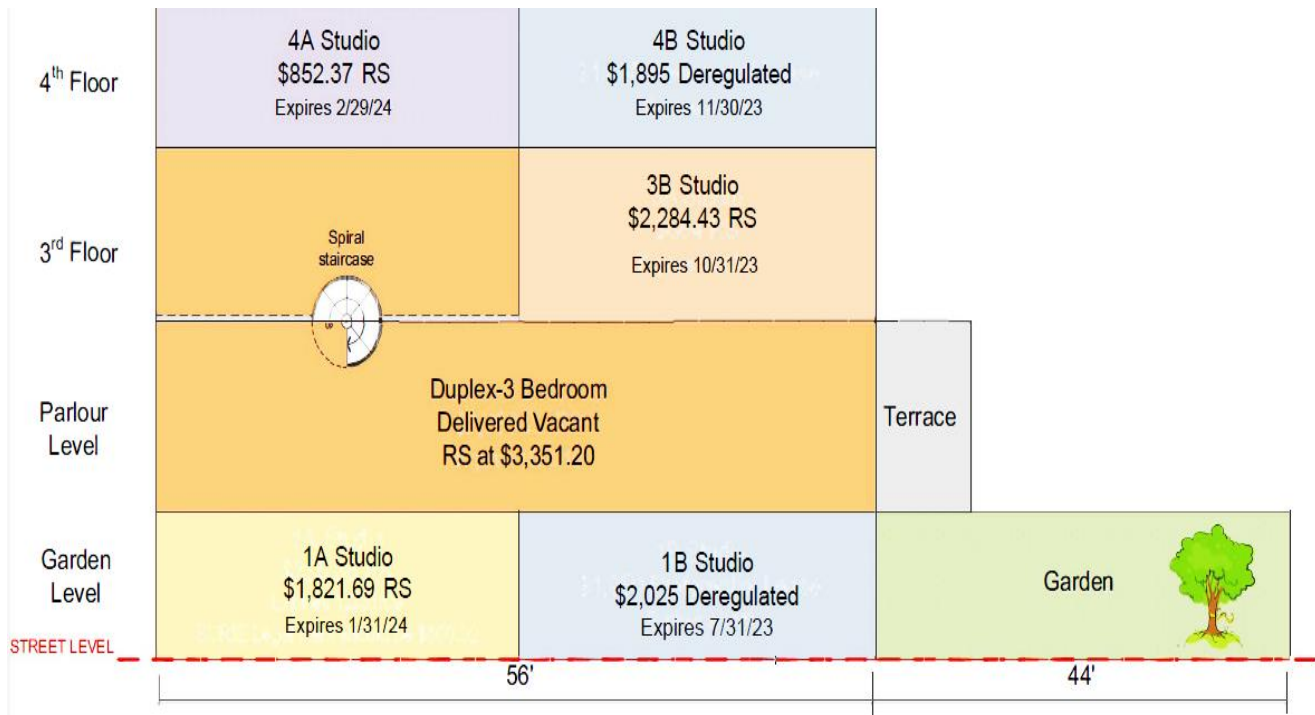 4th Floor
4A Studio
$852.37 RS
Expires 2/29/24
4B Studio
$1,895 Deregulated
Expires 11/30/23
3rd Floor
Spiral
staircase
UP
3B Studio
$2,284.43 RS
Expires 10/31/23
Parlour
Level
Duplex-3 Bedroom
Delivered Vacant
RS at $3,351.20
Terrace
Garden
Level
1A Studio
$1,821.69 RS
Expires 1/31/24
1B Studio
$2,025 Deregulated
Expires 7/31/23
Garden
STREET LEVEL
56'
44'